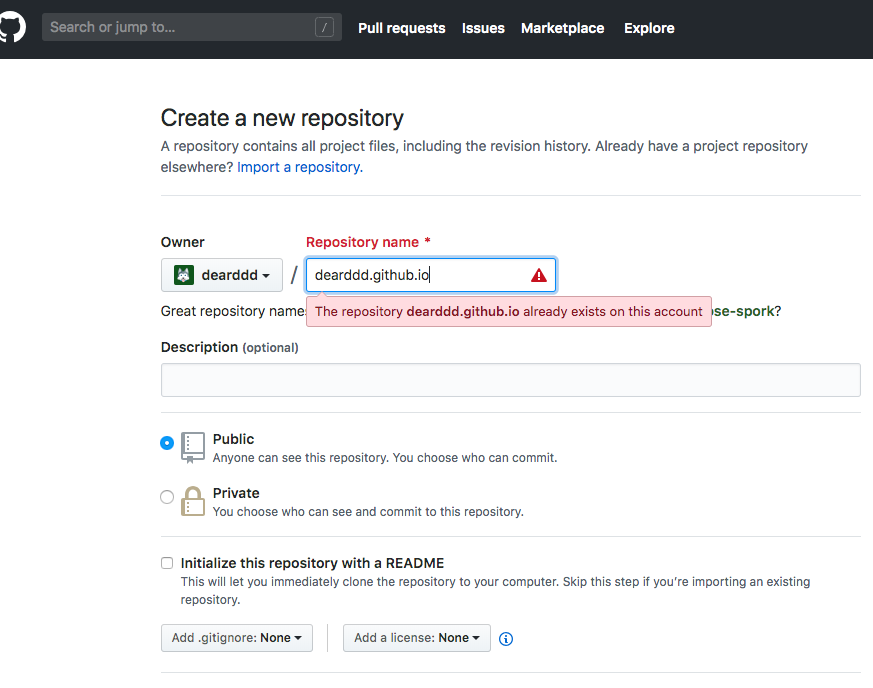 Search or jump to... /
Pull requests Issues Marketplace Explore
Create a new repository
A repository contains all project files, including the revision history. Already have a project repository
elsewhere? Import a repository.
Owner
Repository name *
dearddd / dearddd.github.io
Great repository name
The repository dearddd.github.io already exists on this account
se-spork?
Description (optional)
Public
Anyone can see this repository. You choose who can commit.
Private
You choose who can see and commit to this repository.
Initialize this repository with a README
This will let you immediately clone the repository to your computer. Skip this step if you’re importing an existing
repository.
Add .gitignore: None Add a license: None